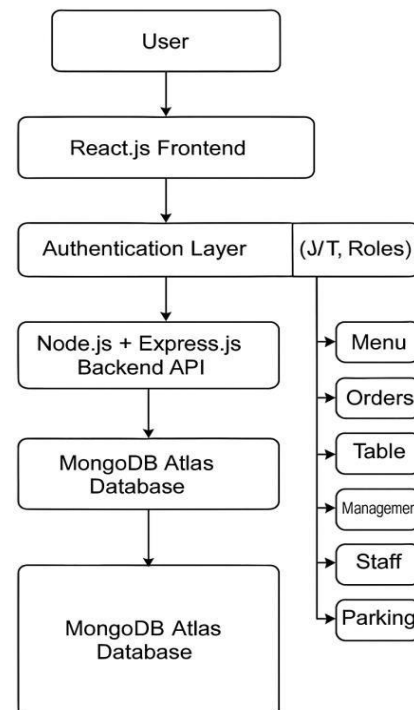 User
React.js Frontend
Authentication Layer
(J/T, Roles)
Node.js + Express.js
Backend API
Menu
Orders
Table
Managemer
Staff
Parking
MongoDB Atlas
Database
MongoDB Atlas
Database